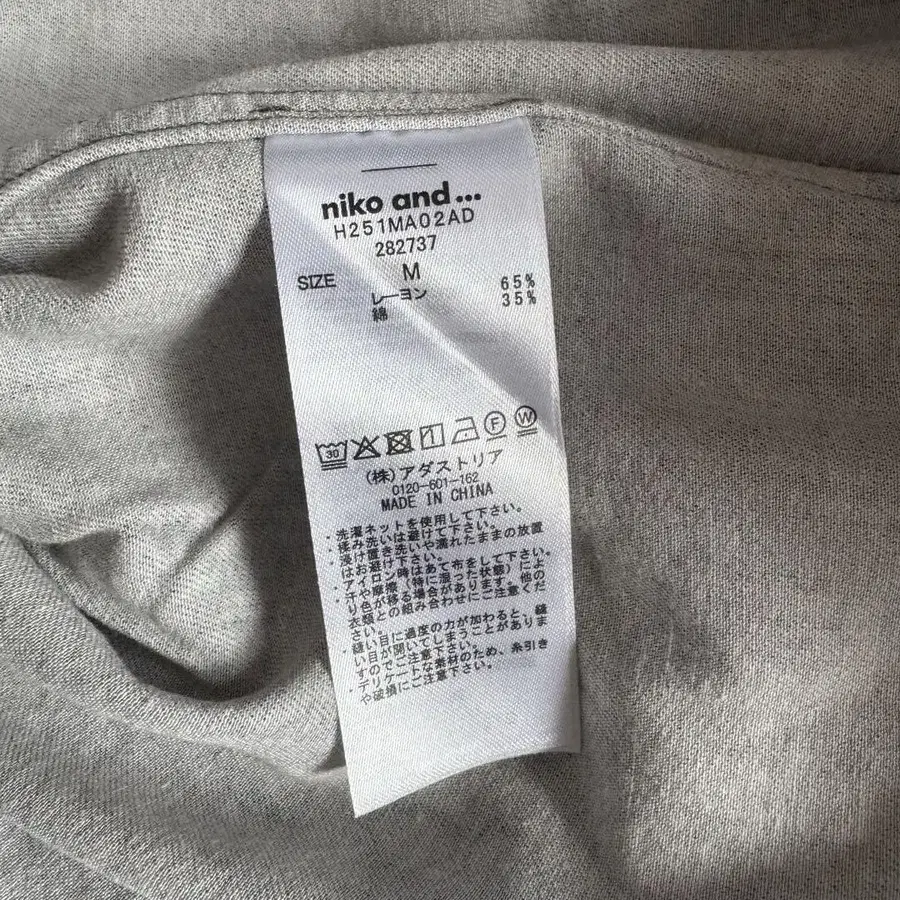 niko and ...
H251MA02AD
282737
SIZE M
レーヨン 65%
綿 35%
30 F W
(株)アダストリア
0120-601-162
MADE IN CHINA
・洗濯ネットを使用して下さい。
・揉み洗いは避けて下さい。
・浸け置き洗いや濡れたままの放置
はお避け下さい。
・アイロン時はあて布をして下さい。
・汗や摩擦(特に湿った状態)によ
り色が移る場合があります。他の
衣類との組み合わせにご注意くだ
さい。
・縫い目に過度の力が加わると、縫
い目が開いてしまうことがありま
すのでご注意下さい。
・デリケートな素材のため、糸引き
や破損にご注意下さい。